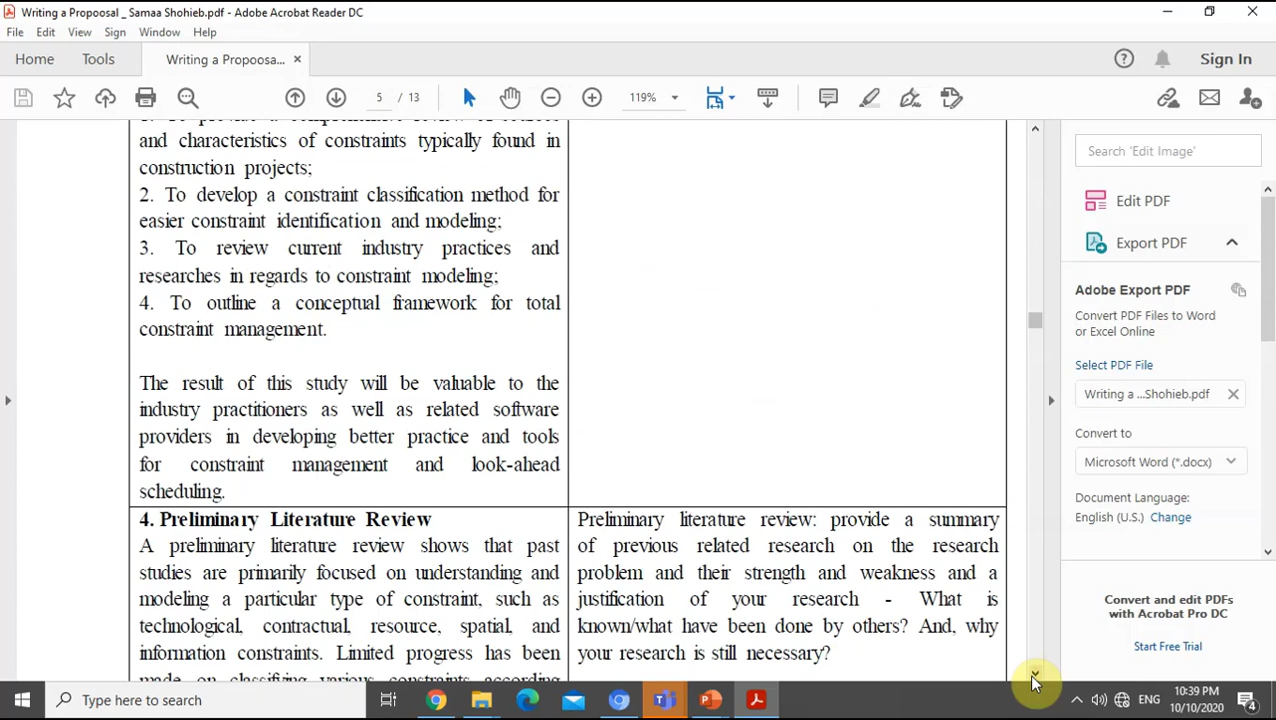 Writing a Propoosal _ Samaa Shohieb.pdf - Adobe Acrobat Reader DC
File Edit View Sign Window Help
Home Tools Writing a Propoosa... × Sign In
5 / 13 119%
and characteristics of constraints typically found in
construction projects;
2. To develop a constraint classification method for
easier constraint identification and modeling;
3. To review current industry practices and
researches in regards to constraint modeling;
4. To outline a conceptual framework for total
constraint management.
The result of this study will be valuable to the
industry practitioners as well as related software
providers in developing better practice and tools
for constraint management and look-ahead
scheduling.
4. Preliminary Literature Review
A preliminary literature review shows that past
studies are primarily focused on understanding and
modeling a particular type of constraint, such as
technological, contractual, resource, spatial, and
information constraints. Limited progress has been
made on classifying various constraints according
Preliminary literature review: provide a summary
of previous related research on the research
problem and their strength and weakness and a
justification of your research - What is
known/what have been done by others? And, why
your research is still necessary?
Search 'Edit Image'
Edit PDF
Export PDF
Adobe Export PDF
Convert PDF Files to Word
or Excel Online
Select PDF File
Writing a ...Shohieb.pdf
Convert to
Microsoft Word (*.docx)
Document Language:
English (U.S.) Change
Convert and edit PDFs
with Acrobat Pro DC
Start Free Trial
Type here to search
ENG
10:39 PM
10/10/2020
4